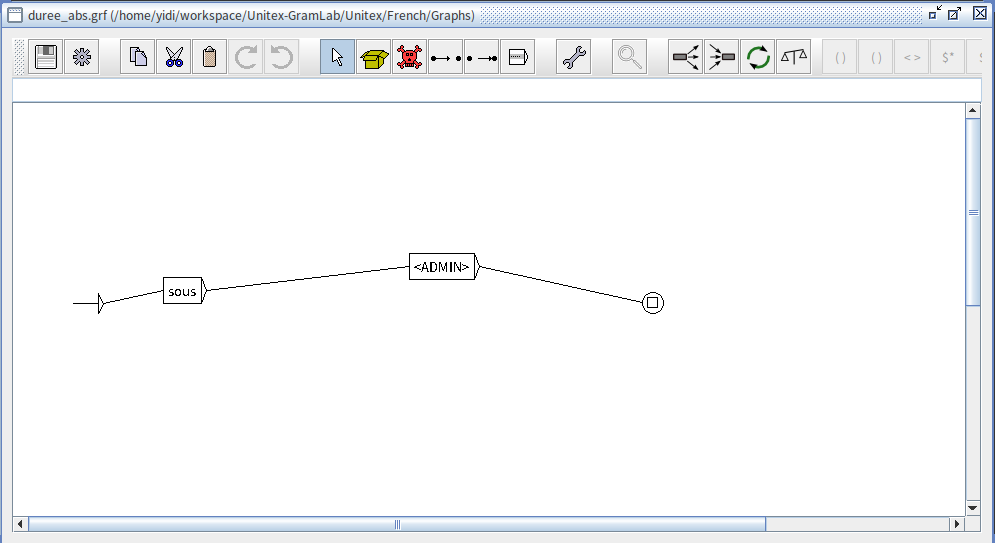 duree_abs.grf (/home/yidi/workspace/Unitex-GramLab/Unitex/French/Graphs)
() () <> $*
<ADMIN>
sous